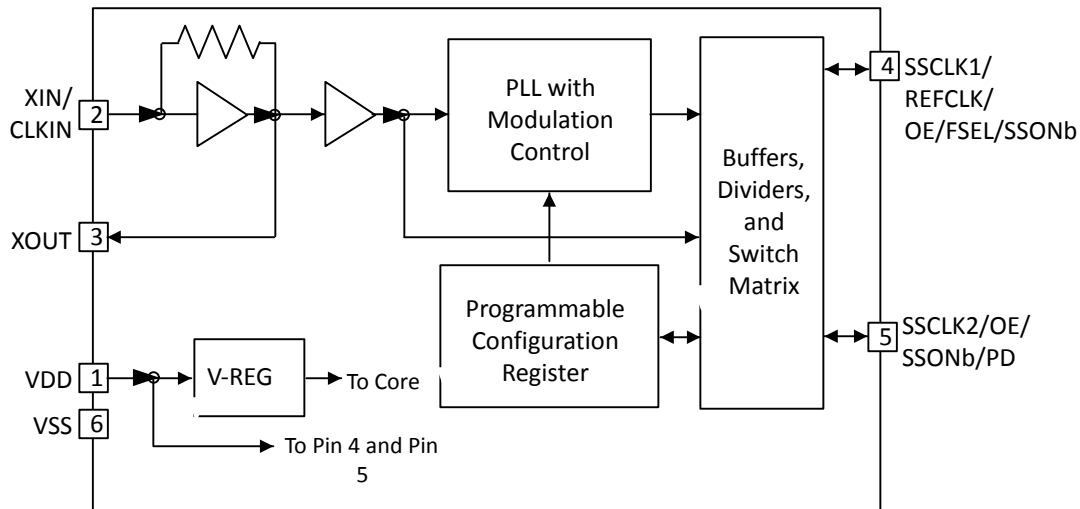 XIN/
CLKIN
2
XOUT
3
VDD
1
VSS
6
PLL with
Modulation
Control
Programmable
Configuration
Register
V-REG
To Core
To Pin 4 and Pin
5
Buffers,
Dividers,
and
Switch
Matrix
4
SSCLK1/
REFCLK/
OE/FSEL/SSONb
5
SSCLK2/OE/
SSONb/PD